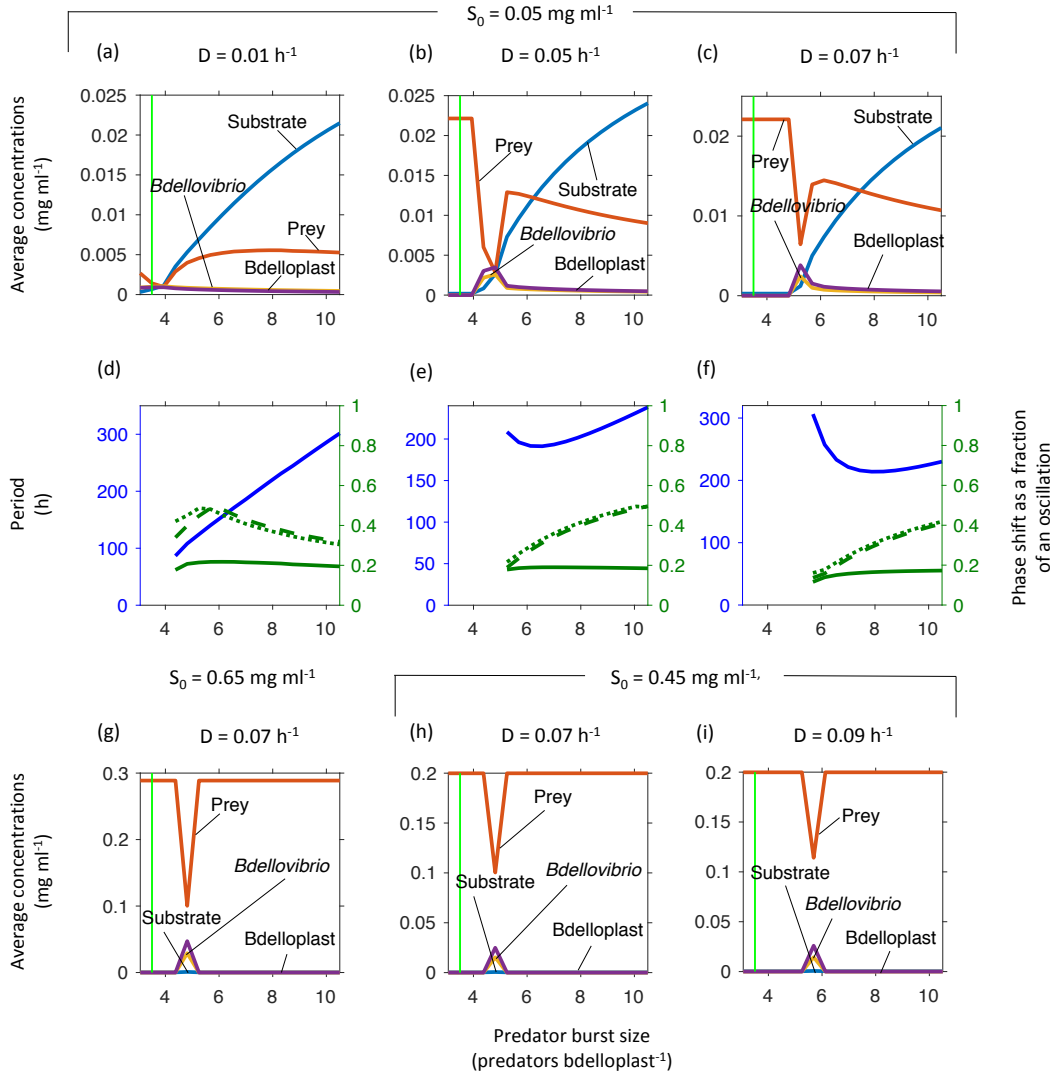 S0 = 0.05 mg ml-1
(a)
D = 0.01 h-1
(b)
D = 0.05 h-1
(c)
D = 0.07 h-1
Average concentrations
(mg ml-1)
0.025
0.02
0.015
0.01
0.005
0
Substrate
Bdellovibrio
Prey
Bdelloplast
4 6 8 10
0.025
0.02
0.015
0.01
0.005
0
Prey
Substrate
Bdellovibrio
Bdelloplast
4 6 8 10
0.02
0.01
0
Substrate
Prey
Bdellovibrio
Bdelloplast
4 6 8 10
(d)
(e)
(f)
Period
(h)
300
200
100
0
1
0.8
0.6
0.4
0.2
0
4 6 8 10
200
150
100
50
0
1
0.8
0.6
0.4
0.2
0
4 6 8 10
300
200
100
0
1
0.8
0.6
0.4
0.2
0
4 6 8 10
Phase shift as a fraction
of an oscillation
S0 = 0.65 mg ml-1
S0 = 0.45 mg ml-1,
(g)
D = 0.07 h-1
(h)
D = 0.07 h-1
(i)
D = 0.09 h-1
Average concentrations
(mg ml-1)
0.3
0.2
0.1
0
Prey
Bdellovibrio
Substrate
Bdelloplast
4 6 8 10
0.2
0.15
0.1
0.05
0
Prey
Substrate
Bdellovibrio
Bdelloplast
4 6 8 10
0.2
0.15
0.1
0.05
0
Prey
Substrate
Bdellovibrio
Bdelloplast
4 6 8 10
Predator burst size
(predators bdelloplast-1)